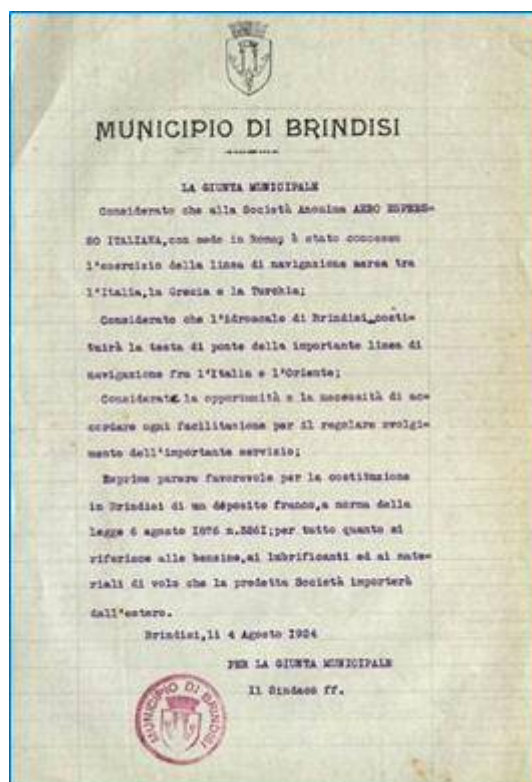 MUNICIPIO DI BRINDISI
LA GIUNTA MUNICIPALE
Considerato che alla Società Anonima AERO ESPRES-
SO ITALIANA, con sede in Roma, è stato concesso
l'esercizio della linea di navigazione aerea tra
l'Italia, la Grecia e la Turchia;
Considerato che l'idroscalo di Brindisi costi-
tuirà la testa di ponte della importante linea di
navigazione fra l'Italia e l'Oriente;
Considerata la opportunità e la necessità di ac-
cordare ogni facilitazione per il regolare svolgi-
mento dell'importante servizio;
Esprime parere favorevole per la costituzione
in Brindisi di un deposito franco, a norma della
legge 6 agosto I876 n. per tutto quanto si
riferisce alle benzine, ai lubrificanti ed ai mate-
riali di volo che la predetta Società importerà
dall'estero.
Brindisi, li 4 Agosto I924
PER LA GIUNTA MUNICIPALE
Il Sindaco ff.
MUNICIPIO DI BRINDISI